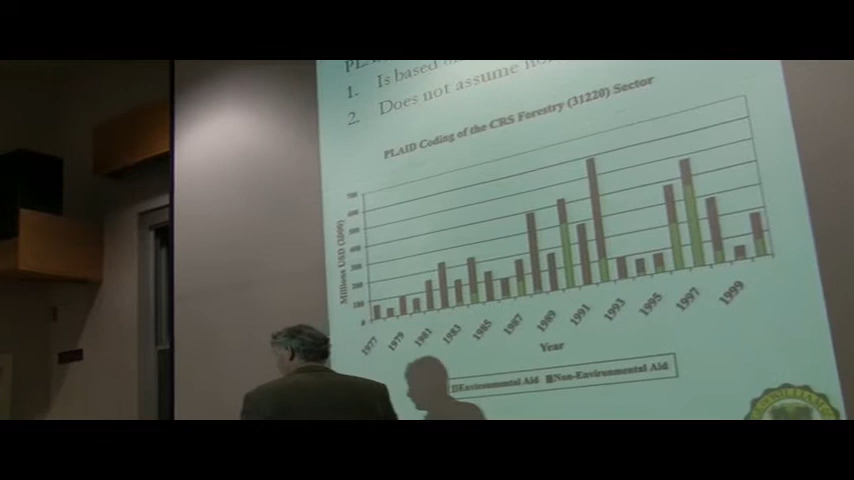 1. Is based
2. Does not assume
PLAID Coding of the CRS Forestry (31220) Sector
700
600
500
400
300
200
100
0
Millions USD (2000)
1977 1979 1981 1983 1985 1987 1989 1991 1993 1995 1997 1999
Year
Environmental Aid Non-Environmental Aid